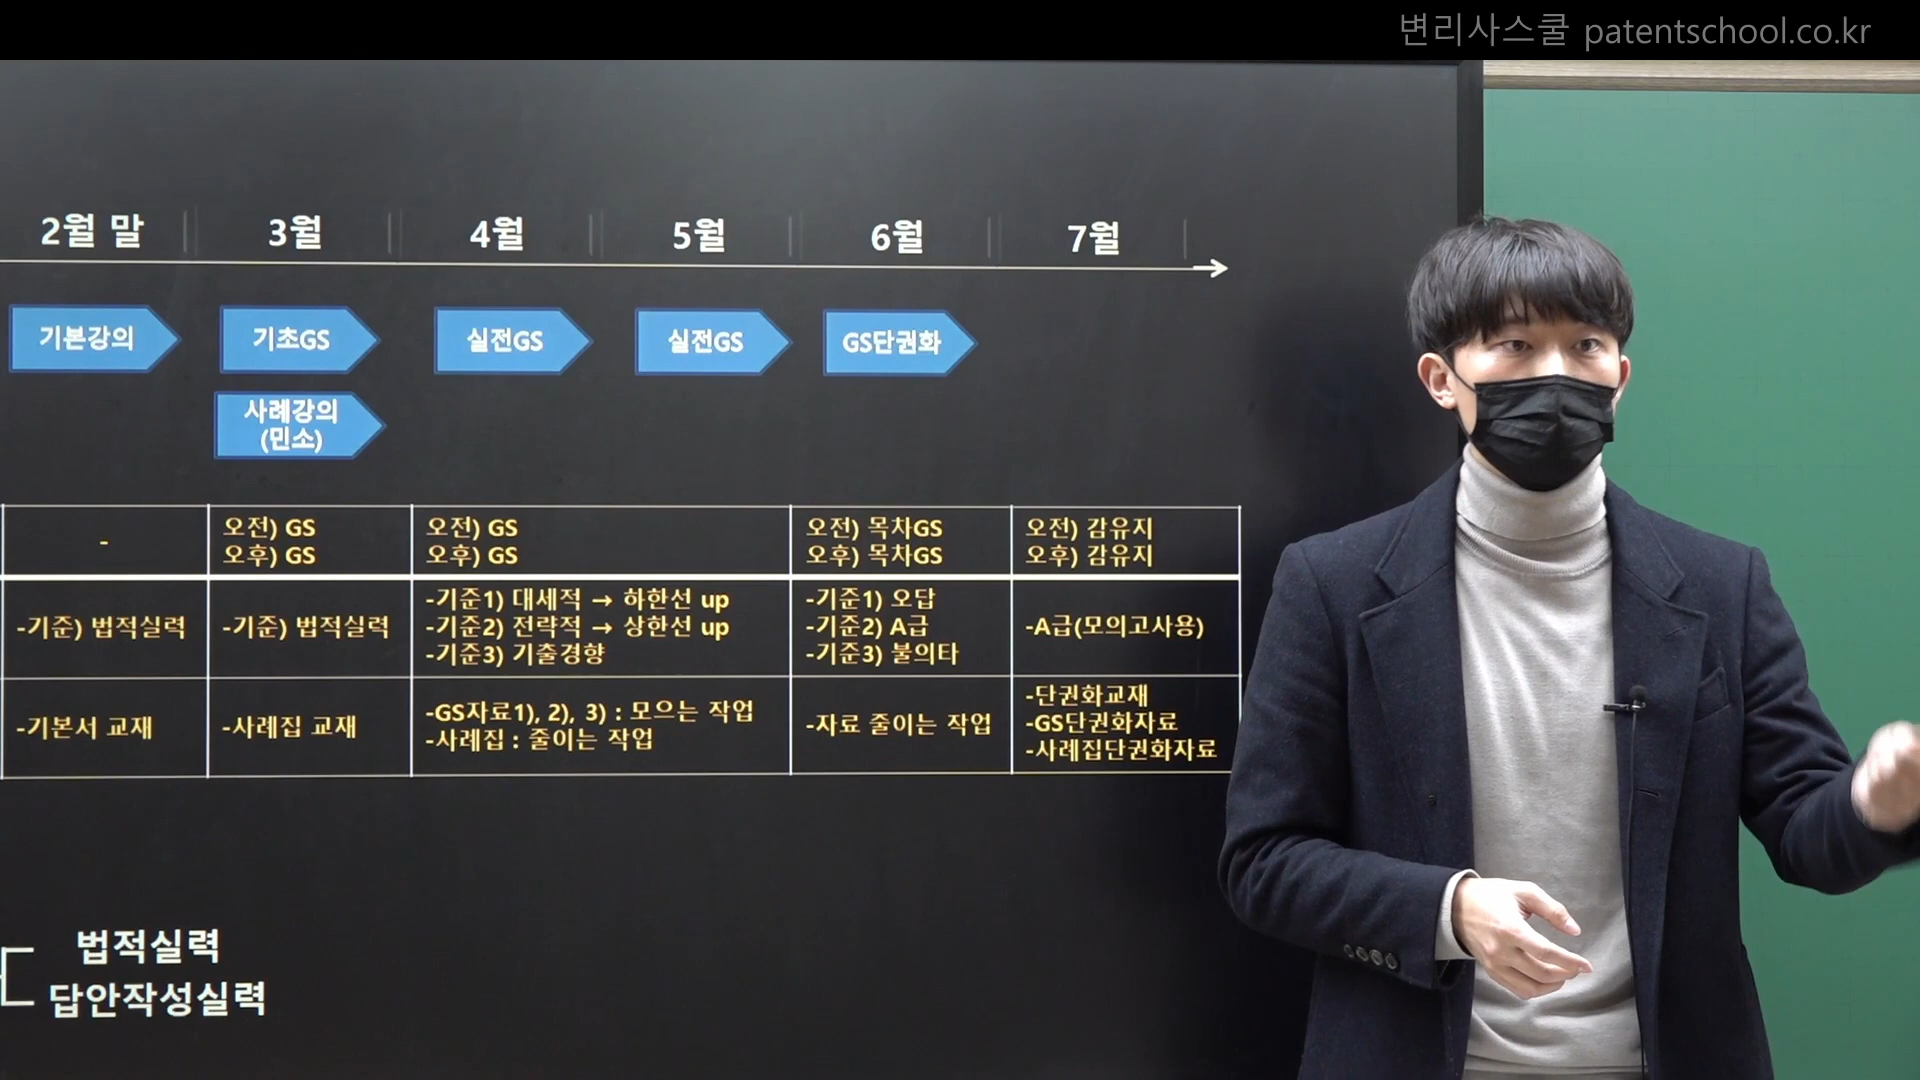 변리사스쿨 patentschool.co.kr
2월 말
3월
4월
5월
6월
7월
기본강의
기초GS
실전GS
실전GS
GS단권화
사례강의
(민소)
-
오전) GS
오후) GS
오전) GS
오후) GS
오전) 목차GS
오후) 목차GS
오전) 감유지
오후) 감유지
-기준) 법적실력
-기준) 법적실력
-기준1) 대세적 → 하한선 up
-기준2) 전략적 → 상한선 up
-기준3) 기출경향
-기준1) 오답
-기준2) A급
-기준3) 불의타
-A급(모의고사용)
-기본서 교재
-사례집 교재
-GS자료1), 2), 3) : 모으는 작업
-사례집 : 줄이는 작업
-자료 줄이는 작업
-단권화교재
-GS단권화자료
-사례집단권화자료
법적실력
답안작성실력